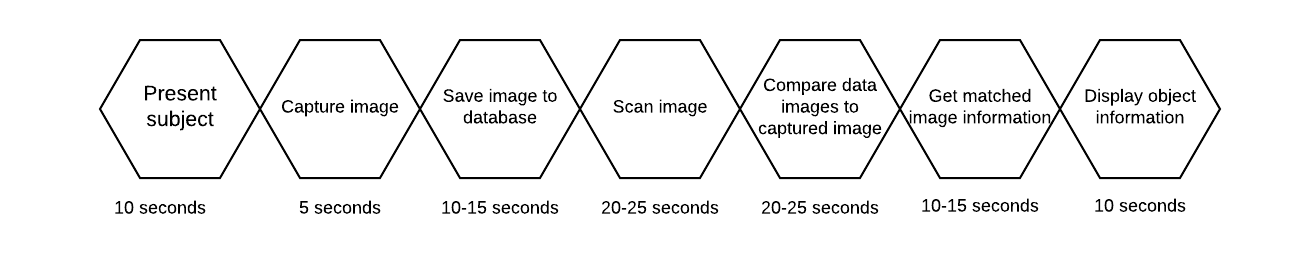 Present
subject
Capture image
Save image to
database
Scan image
Compare data
images to
captured image
Get matched
image information
Display object
information
10 seconds
5 seconds
10-15 seconds
20-25 seconds
20-25 seconds
10-15 seconds
10 seconds